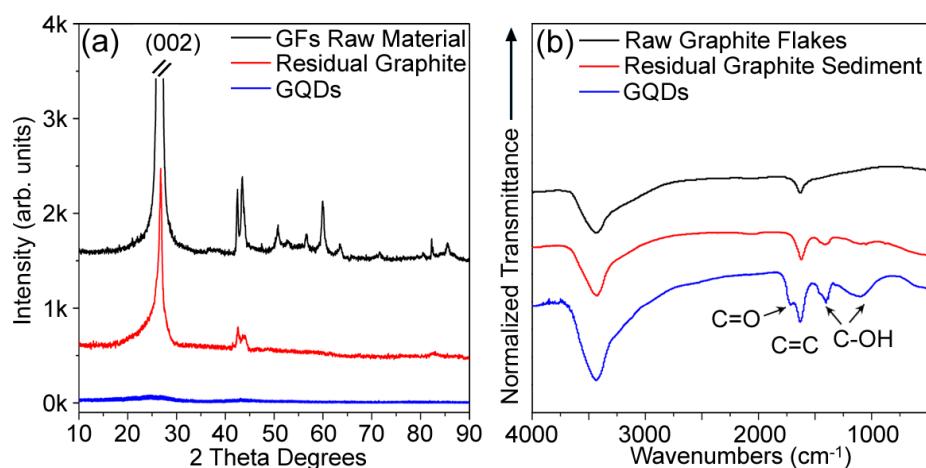 (a)
(002)
GFs Raw Material
Residual Graphite
GQDs
4k
3k
2k
1k
0k
Intensity (arb. units)
10 20 30 40 50 60 70 80 90
2 Theta Degrees
(b)
Raw Graphite Flakes
Residual Graphite Sediment
GQDs
Normalized Transmittance
C=O
C=C
C-OH
4000 3000 2000 1000
Wavenumbers (cm⁻¹)